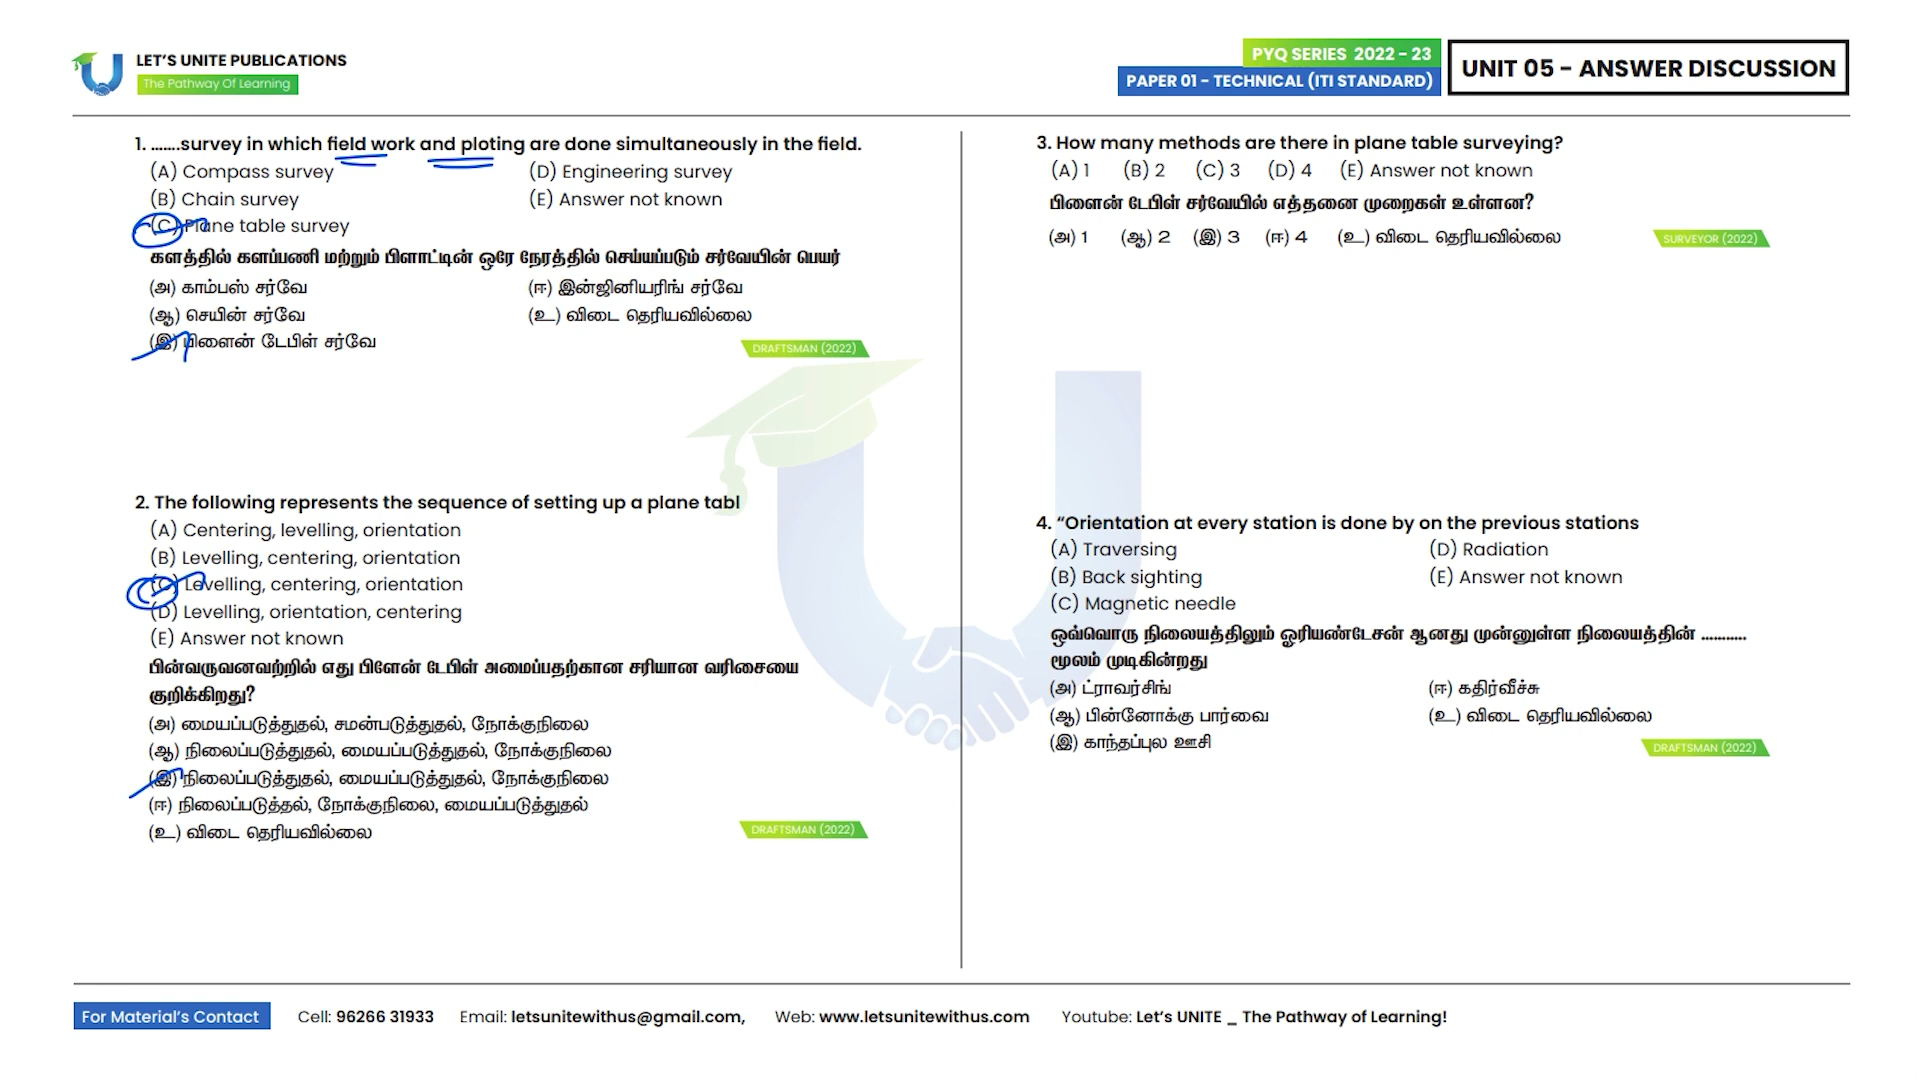 LET'S UNITE PUBLICATIONS
The Pathway Of Learning
PYQ SERIES 2022 - 23
PAPER 01 - TECHNICAL (ITI STANDARD)
UNIT 05 - ANSWER DISCUSSION
1. .......survey in which field work and ploting are done simultaneously in the field.
(A) Compass survey (D) Engineering survey
(B) Chain survey (E) Answer not known
(C) Plane table survey
களத்தில் களப்பணி மற்றும் பிளாட்டின் ஒரே நேரத்தில் செய்யப்படும் சர்வேயின் பெயர்
(அ) காம்பஸ் சர்வே (ஈ) இன்ஜினியரிங் சர்வே
(ஆ) செயின் சர்வே (உ) விடை தெரியவில்லை
(இ) பிளைன் டேபிள் சர்வே
DRAFTSMAN (2022)
2. The following represents the sequence of setting up a plane tabl
(A) Centering, levelling, orientation
(B) Levelling, centering, orientation
(C) Levelling, centering, orientation
(D) Levelling, orientation, centering
(E) Answer not known
பின்வருவனவற்றில் எது பிளேன் டேபிள் அமைப்பதற்கான சரியான வரிசையை
குறிக்கிறது?
(அ) மையப்படுத்துதல், சமன்படுத்துதல், நோக்குநிலை
(ஆ) நிலைப்படுத்துதல், மையப்படுத்துதல், நோக்குநிலை
(இ) நிலைப்படுத்துதல், மையப்படுத்துதல், நோக்குநிலை
(ஈ) நிலைப்படுத்தல், நோக்குநிலை, மையப்படுத்துதல்
(உ) விடை தெரியவில்லை
DRAFTSMAN (2022)
3. How many methods are there in plane table surveying?
(A) 1 (B) 2 (C) 3 (D) 4 (E) Answer not known
பிளைன் டேபிள் சர்வேயில் எத்தனை முறைகள் உள்ளன?
(அ) 1 (ஆ) 2 (இ) 3 (ஈ) 4 (உ) விடை தெரியவில்லை
SURVEYOR (2022)
4. “Orientation at every station is done by on the previous stations
(A) Traversing (D) Radiation
(B) Back sighting (E) Answer not known
(C) Magnetic needle
ஒவ்வொரு நிலையத்திலும் ஓரியண்டேசன் ஆனது முன்னுள்ள நிலையத்தின் ...........
மூலம் முடிகின்றது
(அ) ட்ராவர்சிங் (ஈ) கதிர்வீச்சு
(ஆ) பின்னோக்கு பார்வை (உ) விடை தெரியவில்லை
(இ) காந்தப்புல ஊசி
DRAFTSMAN (2022)
For Material's Contact Cell: 96266 31933 Email: letsunitewithus@gmail.com, Web: www.letsunitewithus.com Youtube: Let's UNITE _ The Pathway of Learning!